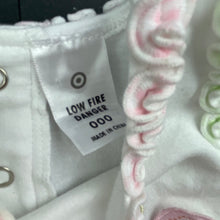 LOW FIRE
DANGER
000
MADE IN CHINA